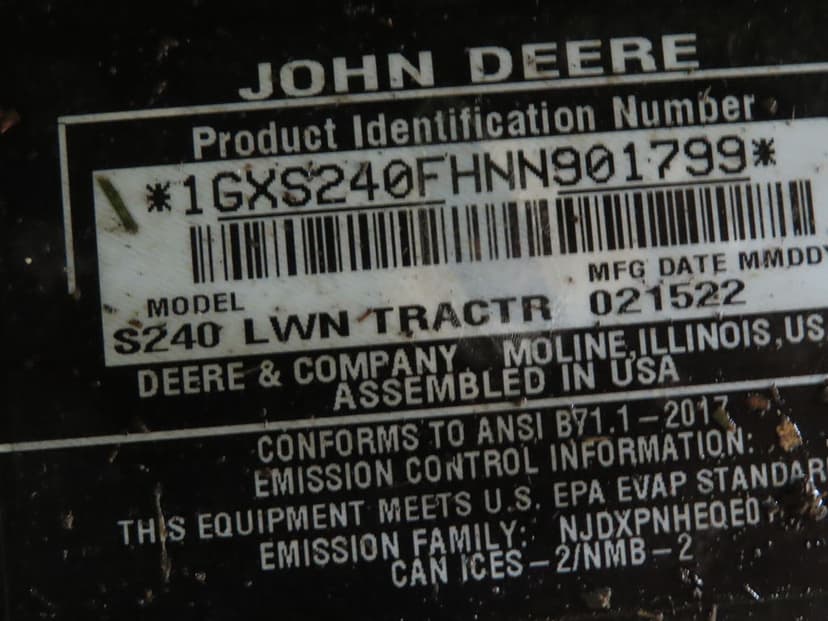 JOHN DEERE
Product Identification Number
*1GXS240FHNN901799*
MODEL MFG DATE MMDDY
S240 LWN TRACTR 021522
DEERE & COMPANY MOLINE, ILLINOIS, US
ASSEMBLED IN USA
CONFORMS TO ANSI B71.1-2017
EMISSION CONTROL INFORMATION:
THIS EQUIPMENT MEETS U.S. EPA EVAP STANDAR
EMISSION FAMILY: NJDXPNHEQE0
CAN ICES-2/NMB-2